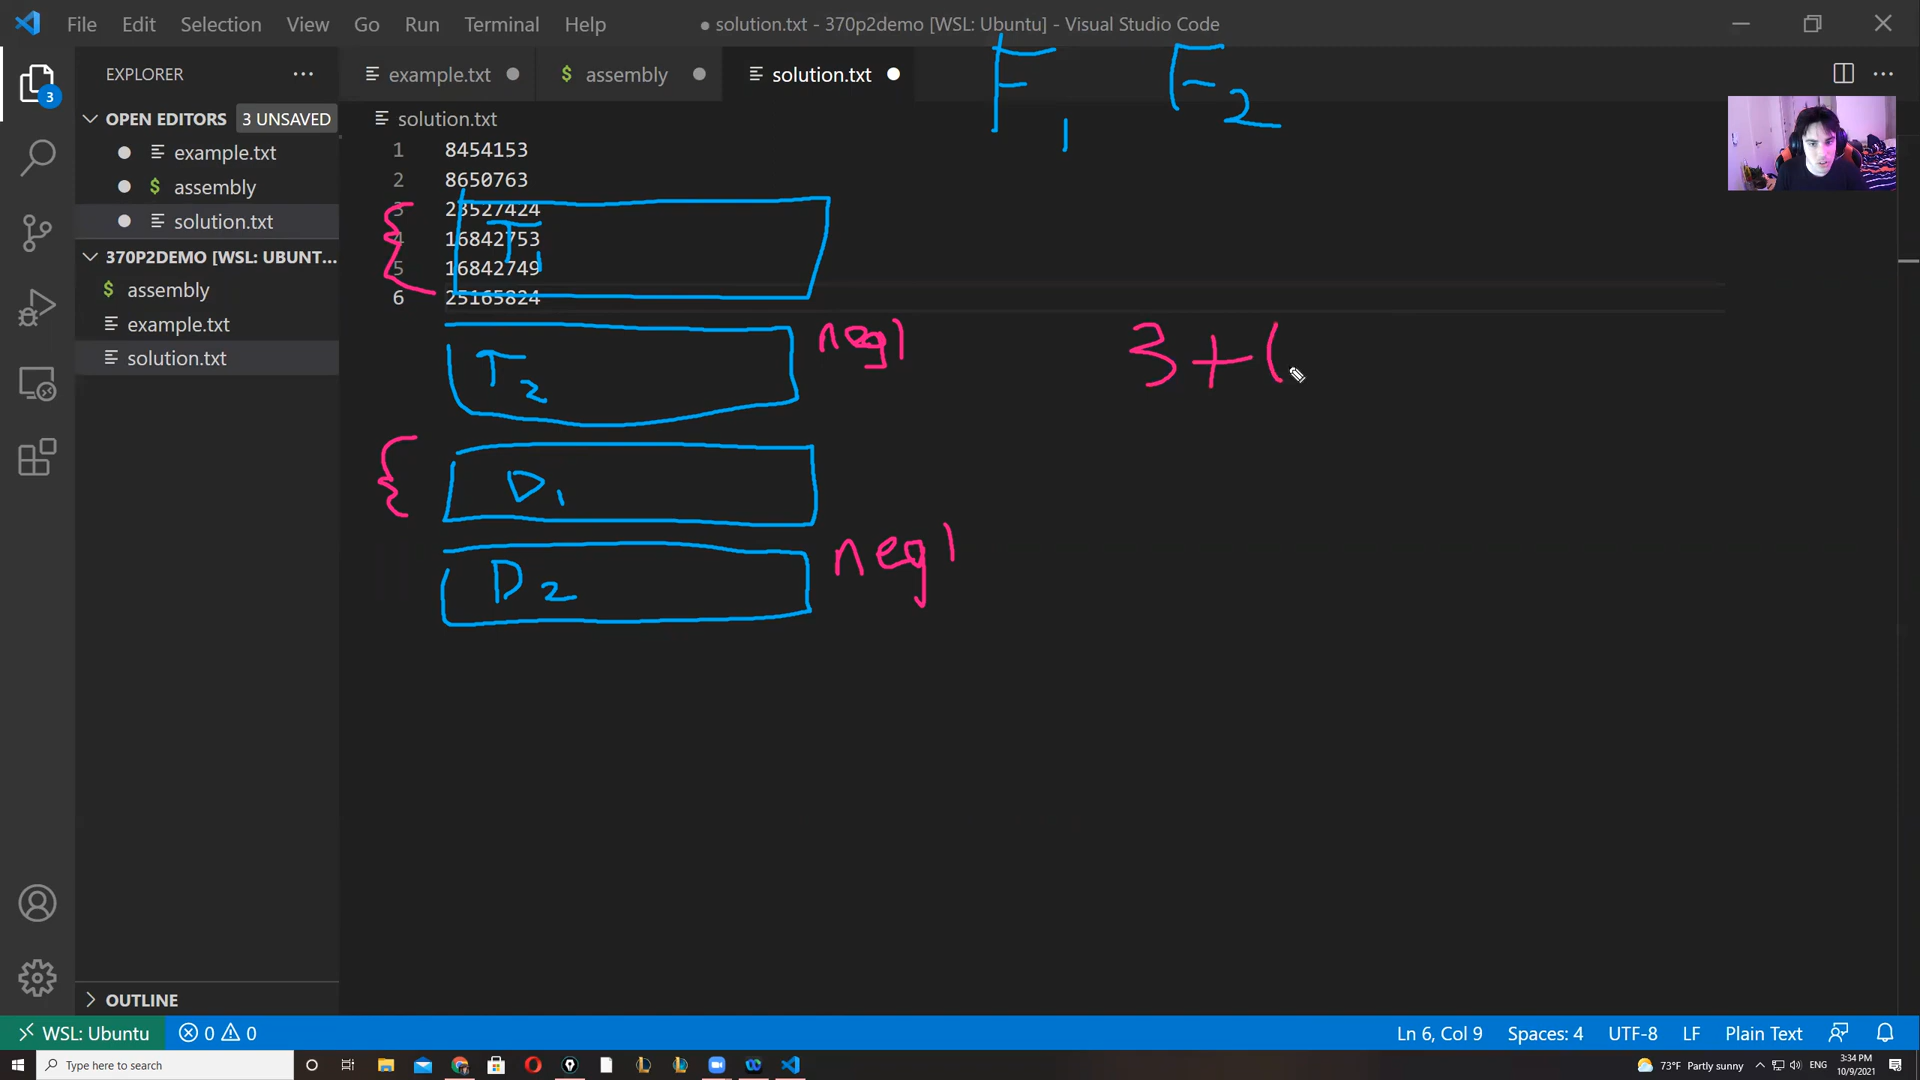 File Edit Selection View Go Run Terminal Help
● solution.txt - 370p2demo [WSL: Ubuntu] - Visual Studio Code
EXPLORER
example.txt
$ assembly
solution.txt
F1 F2
3
OPEN EDITORS 3 UNSAVED
example.txt
$ assembly
solution.txt
370P2DEMO [WSL: UBUNT...
$ assembly
example.txt
solution.txt
OUTLINE
solution.txt
1 8454153
2 8650763
3 23527424
4 16842753
5 16842749
6 25165824
T1
T2 neg1
3+(
D1
D2 neg1
WSL: Ubuntu 0 0
Ln 6, Col 9 Spaces: 4 UTF-8 LF Plain Text
Type here to search
73°F Partly sunny ENG
3:34 PM
10/9/2021